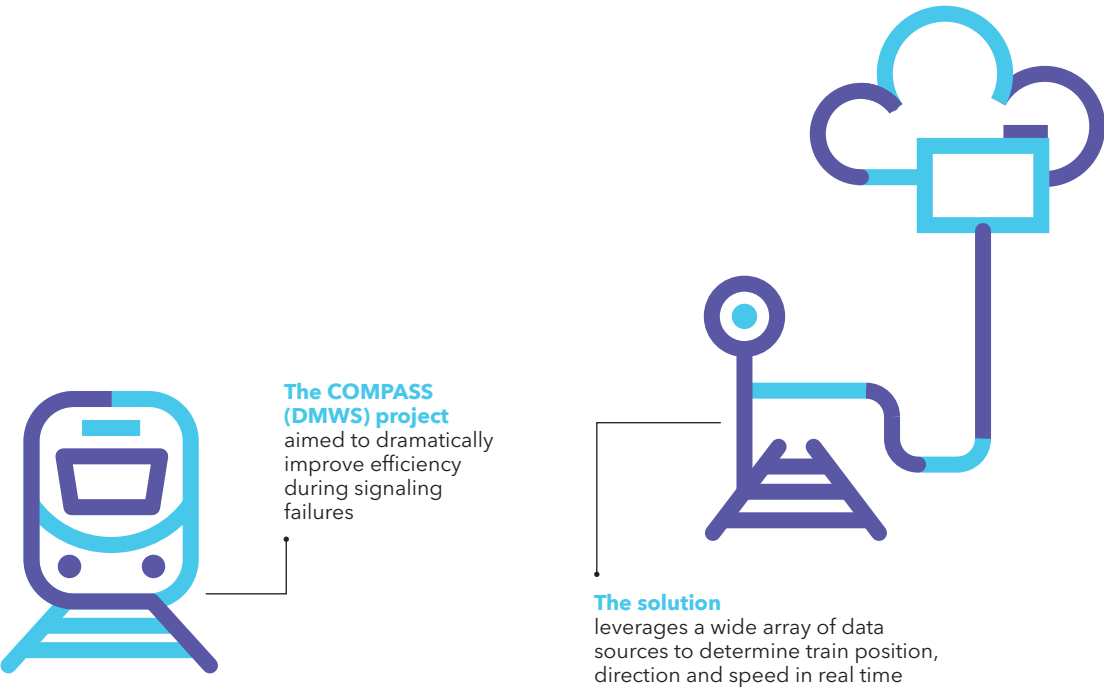 The COMPASS
(DMWS) project
aimed to dramatically
improve efficiency
during signaling
failures
The solution
leverages a wide array of data
sources to determine train position,
direction and speed in real time